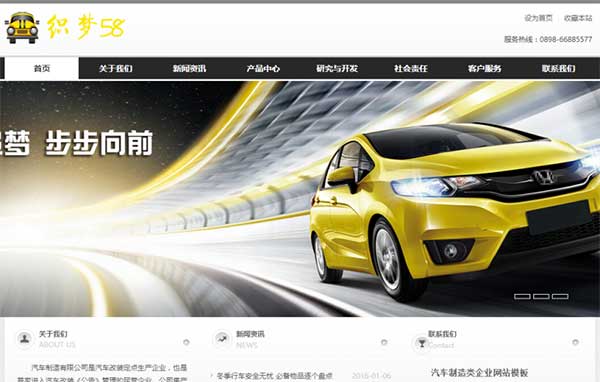 织梦58
设为首页 | 收藏本站
服务热线：0898-66885577
首页 关于我们 新闻资讯 产品中心 研究与开发 社会责任 客户服务 联系我们
梦 步步向前
关于我们
ABOUT US
新闻资讯
NEWS
联系我们
Contact
汽车制造有限公司是汽车改装定点生产企业，也是
冬季行车安全无忧 必备物品逐个盘点 2016-01-06
汽车制造类企业网站模板